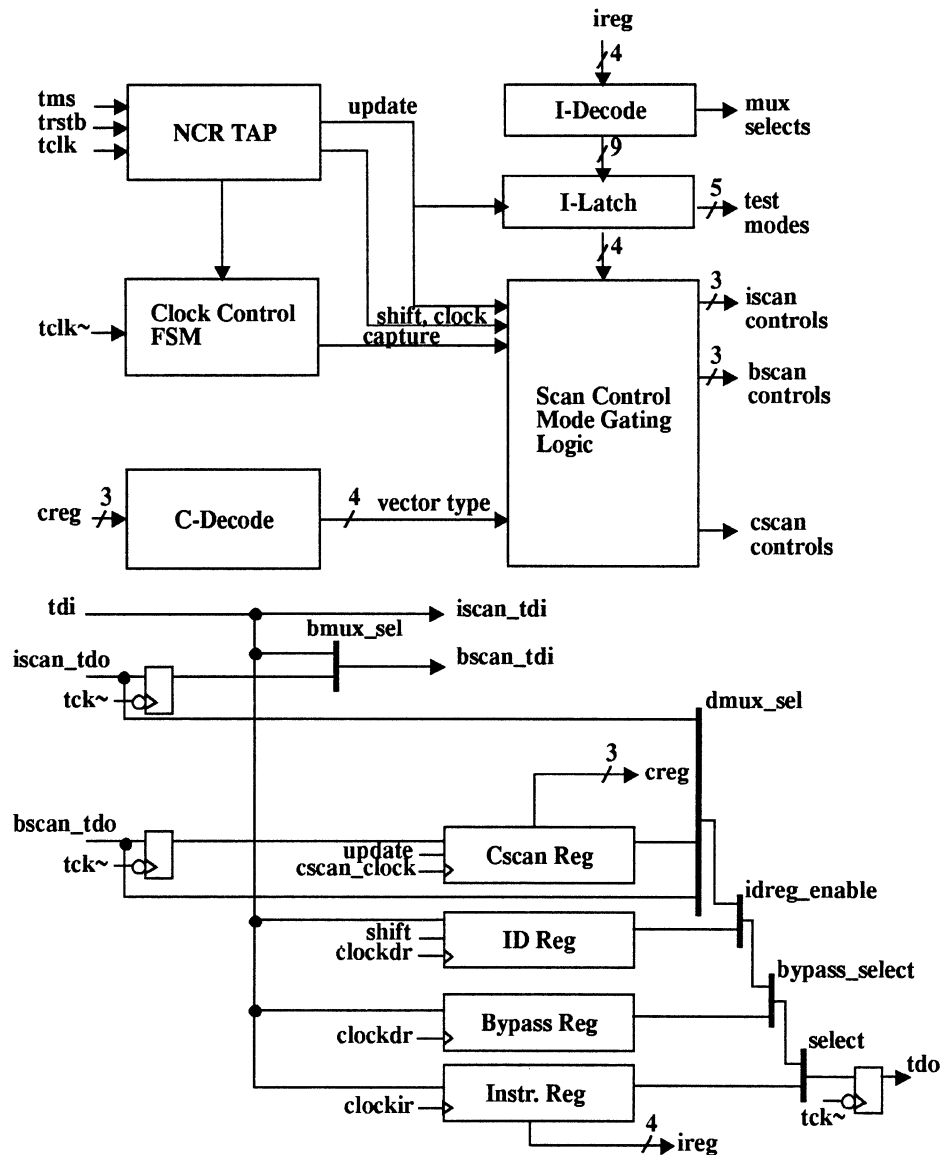 ireg
4
tms
trstb
tclk
NCR TAP
update
I-Decode
mux
selects
9
I-Latch
5
test
modes
4
tclk~
Clock Control
FSM
shift, clock
capture
3
iscan
controls
3
bscan
controls
Scan Control
Mode Gating
Logic
creg
3
C-Decode
4
vector type
cscan
controls
tdi
iscan_tdi
bmux_sel
iscan_tdo
bscan_tdi
tck~
dmux_sel
3
creg
bscan_tdo
tck~
update
cscan_clock
Cscan Reg
idreg_enable
shift
clockdr
ID Reg
bypass_select
clockdr
Bypass Reg
select
tdo
clockir
Instr. Reg
tck~
4
ireg